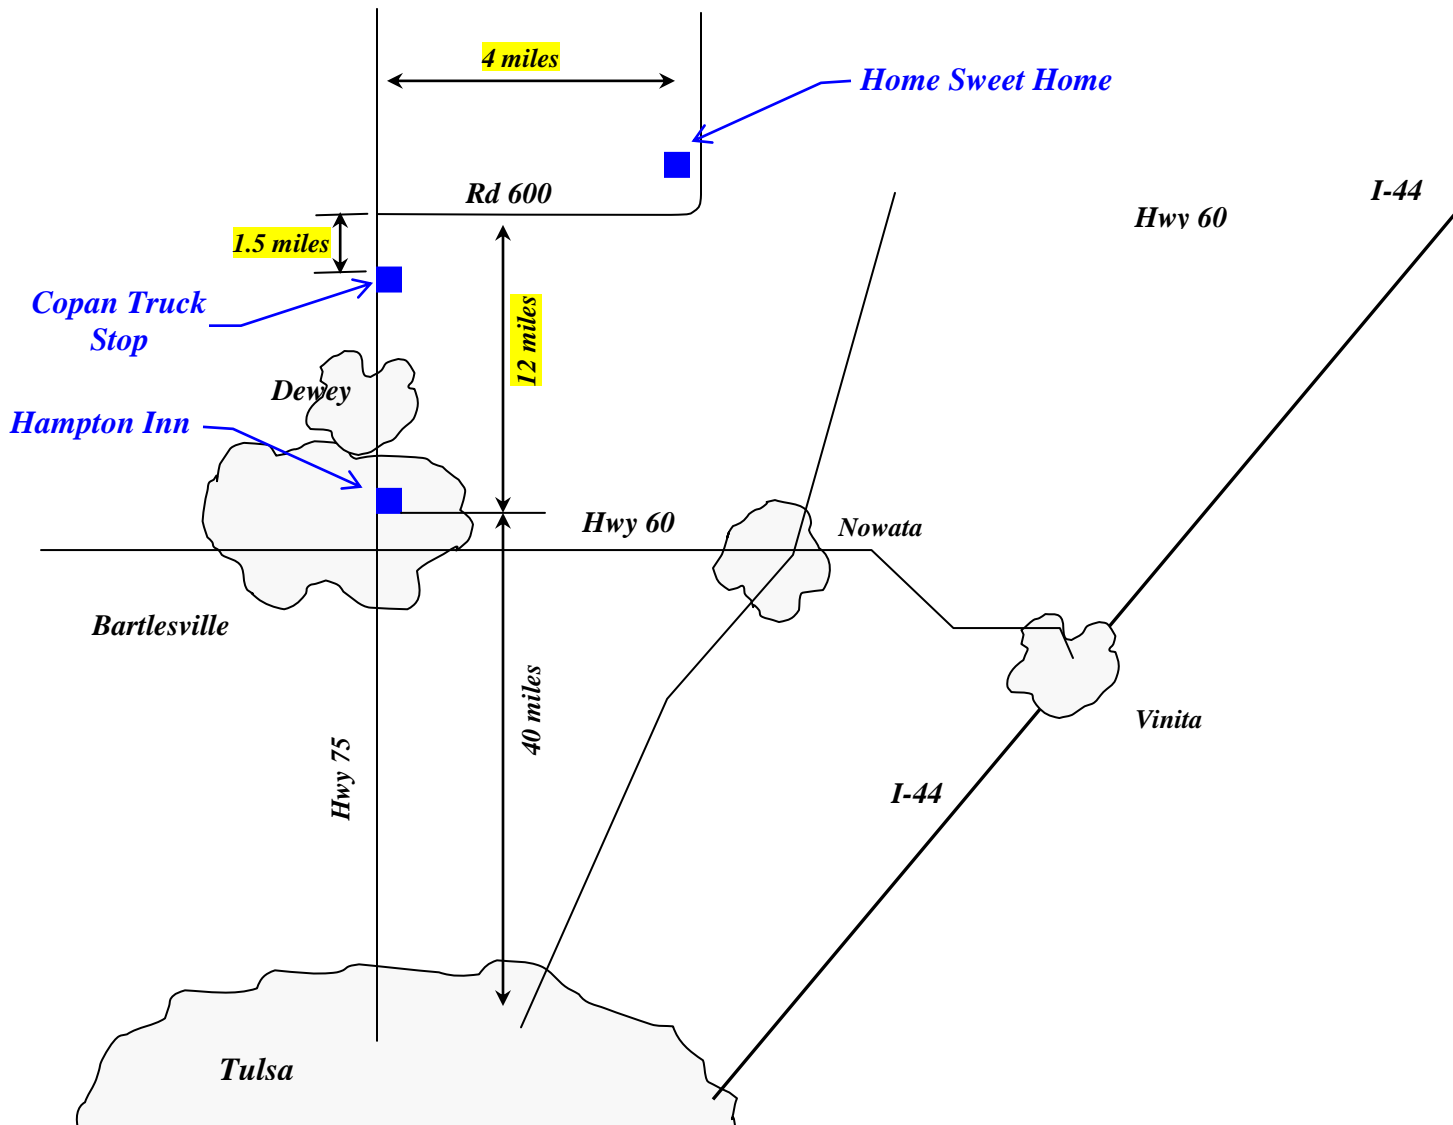 4 miles
Home Sweet Home
I-44
Rd 600
Hwy 60
1.5 miles
Copan Truck
Stop
12 miles
Dewey
Hampton Inn
Hwy 60
Nowata
Bartlesville
40 miles
Vinita
Hwy 75
I-44
Tulsa